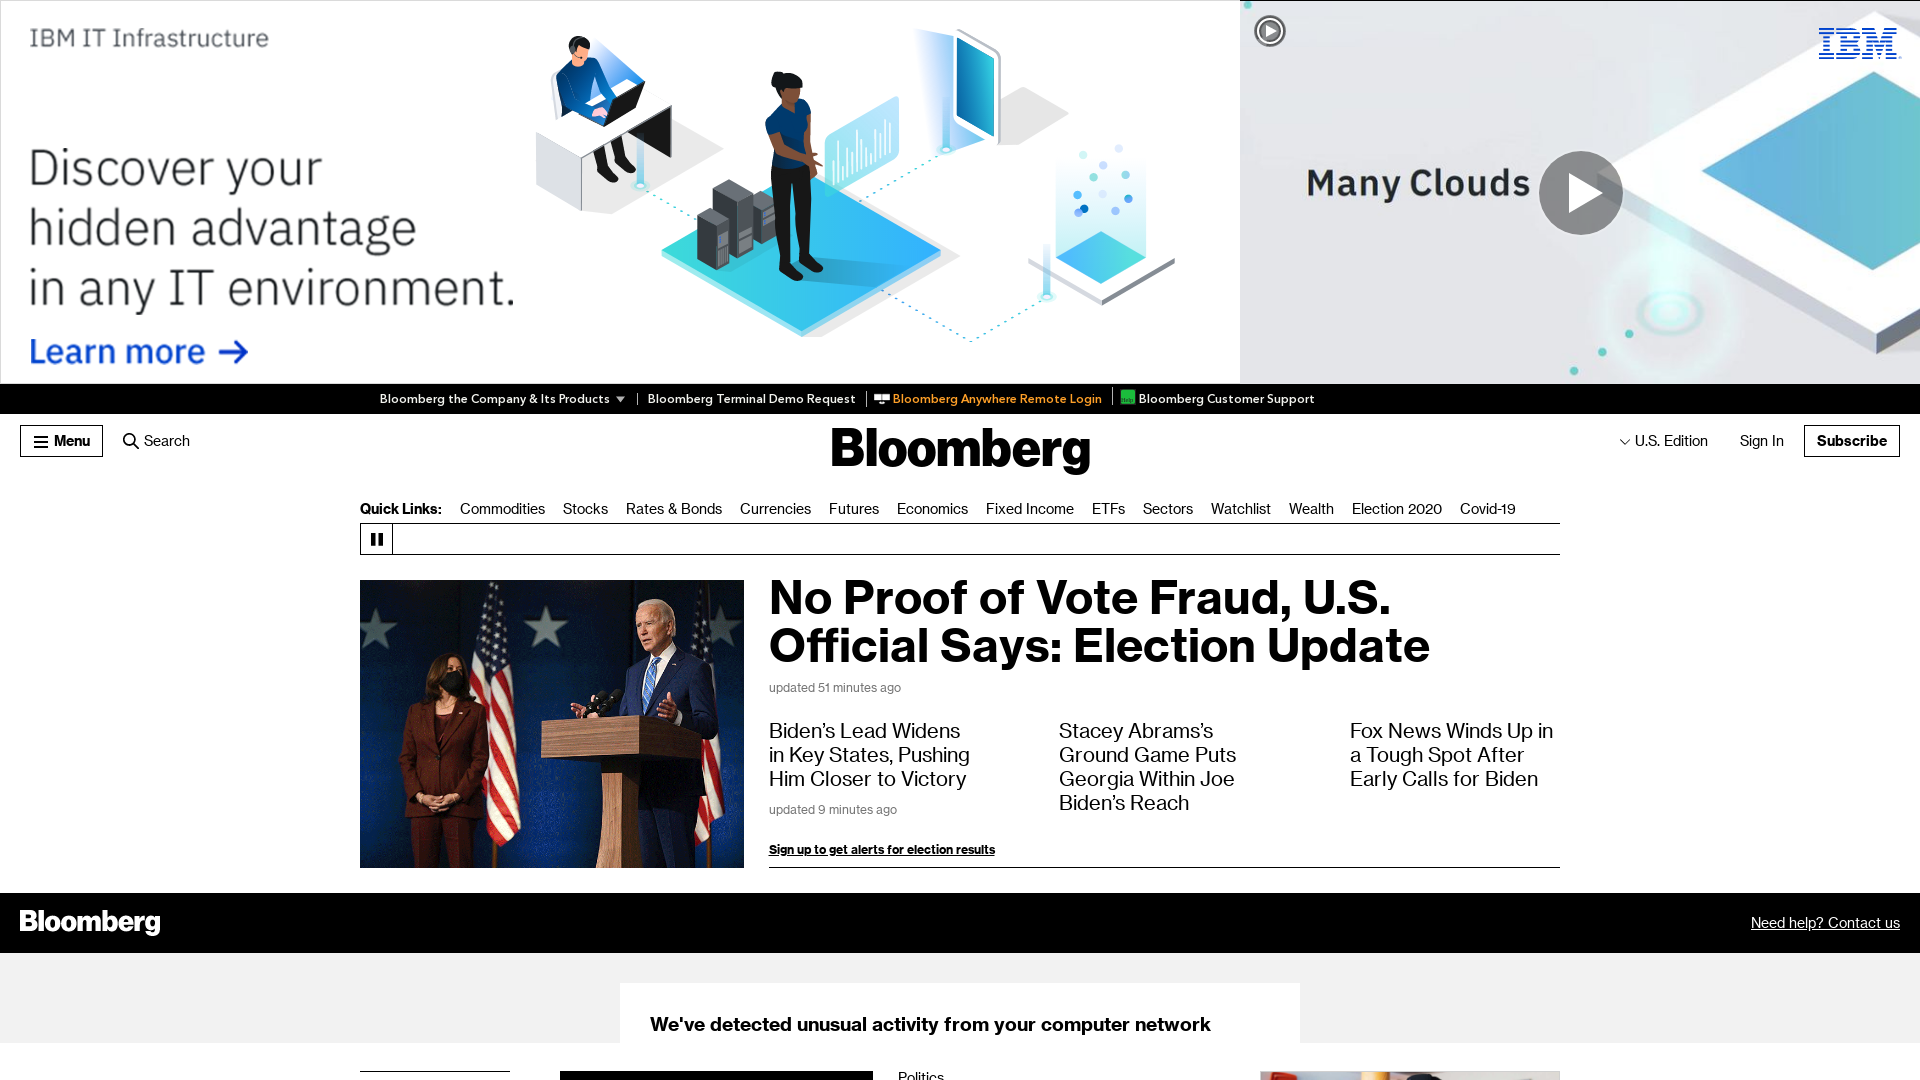 IBM IT Infrastructure
Discover your
hidden advantage
in any IT environment.
Learn more →
Many Clouds
IBM
Bloomberg the Company & Its Products
Bloomberg Terminal Demo Request
Bloomberg Anywhere Remote Login
Bloomberg Customer Support
Menu
Search
Bloomberg
U.S. Edition
Sign In
Subscribe
Quick Links: Commodities Stocks Rates & Bonds Currencies Futures Economics Fixed Income ETFs Sectors Watchlist Wealth Election 2020 Covid-19
No Proof of Vote Fraud, U.S.
Official Says: Election Update
updated 51 minutes ago
Biden’s Lead Widens
in Key States, Pushing
Him Closer to Victory
updated 9 minutes ago
Stacey Abrams’s
Ground Game Puts
Georgia Within Joe
Biden’s Reach
Fox News Winds Up in
a Tough Spot After
Early Calls for Biden
Sign up to get alerts for election results
Bloomberg
Need help? Contact us
We've detected unusual activity from your computer network
Politics